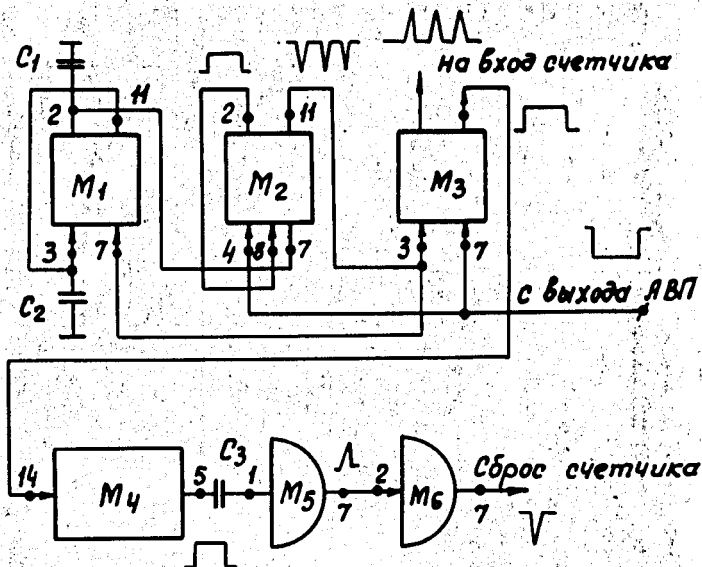 C1
на вход счетчика
2
11
2
11
M1
M2
M3
3
7
4
8
7
3
7
C2
с выхода АВП
14
M4
5
C3
1
M5
7
2
M6
7
Сброс счетчика